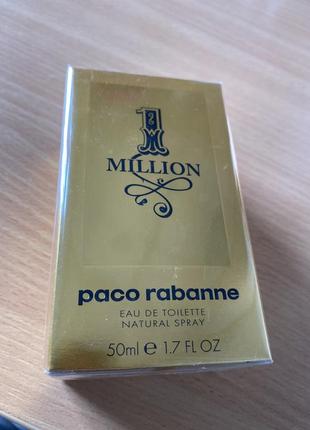 1
MILLION
paco rabanne
EAU DE TOILETTE
NATURAL SPRAY
50ml e 1.7 FL OZ